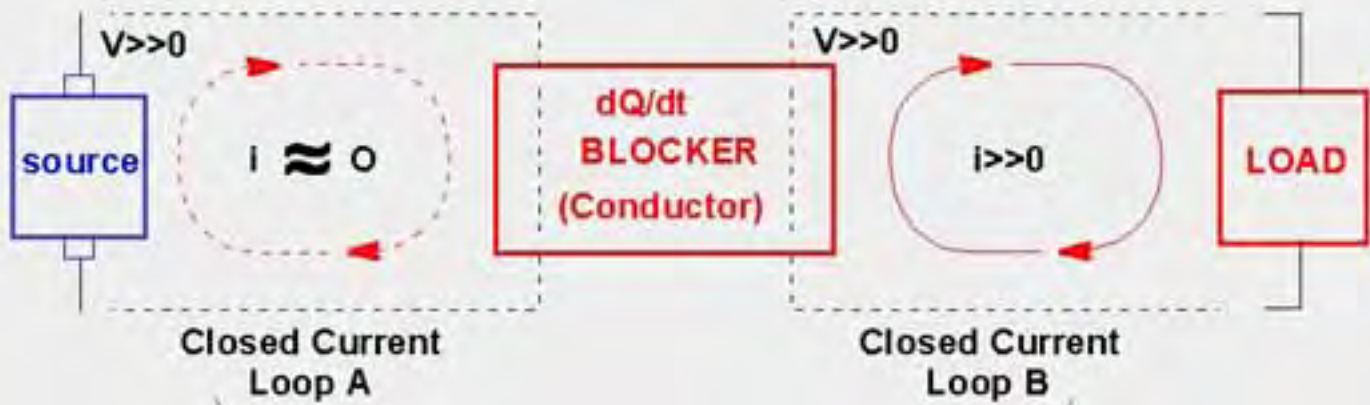 V>>0
V>>0
source
i ≈ O
dQ/dt
BLOCKER
(Conductor)
i>>0
LOAD
Closed Current
Loop A
Closed Current
Loop B